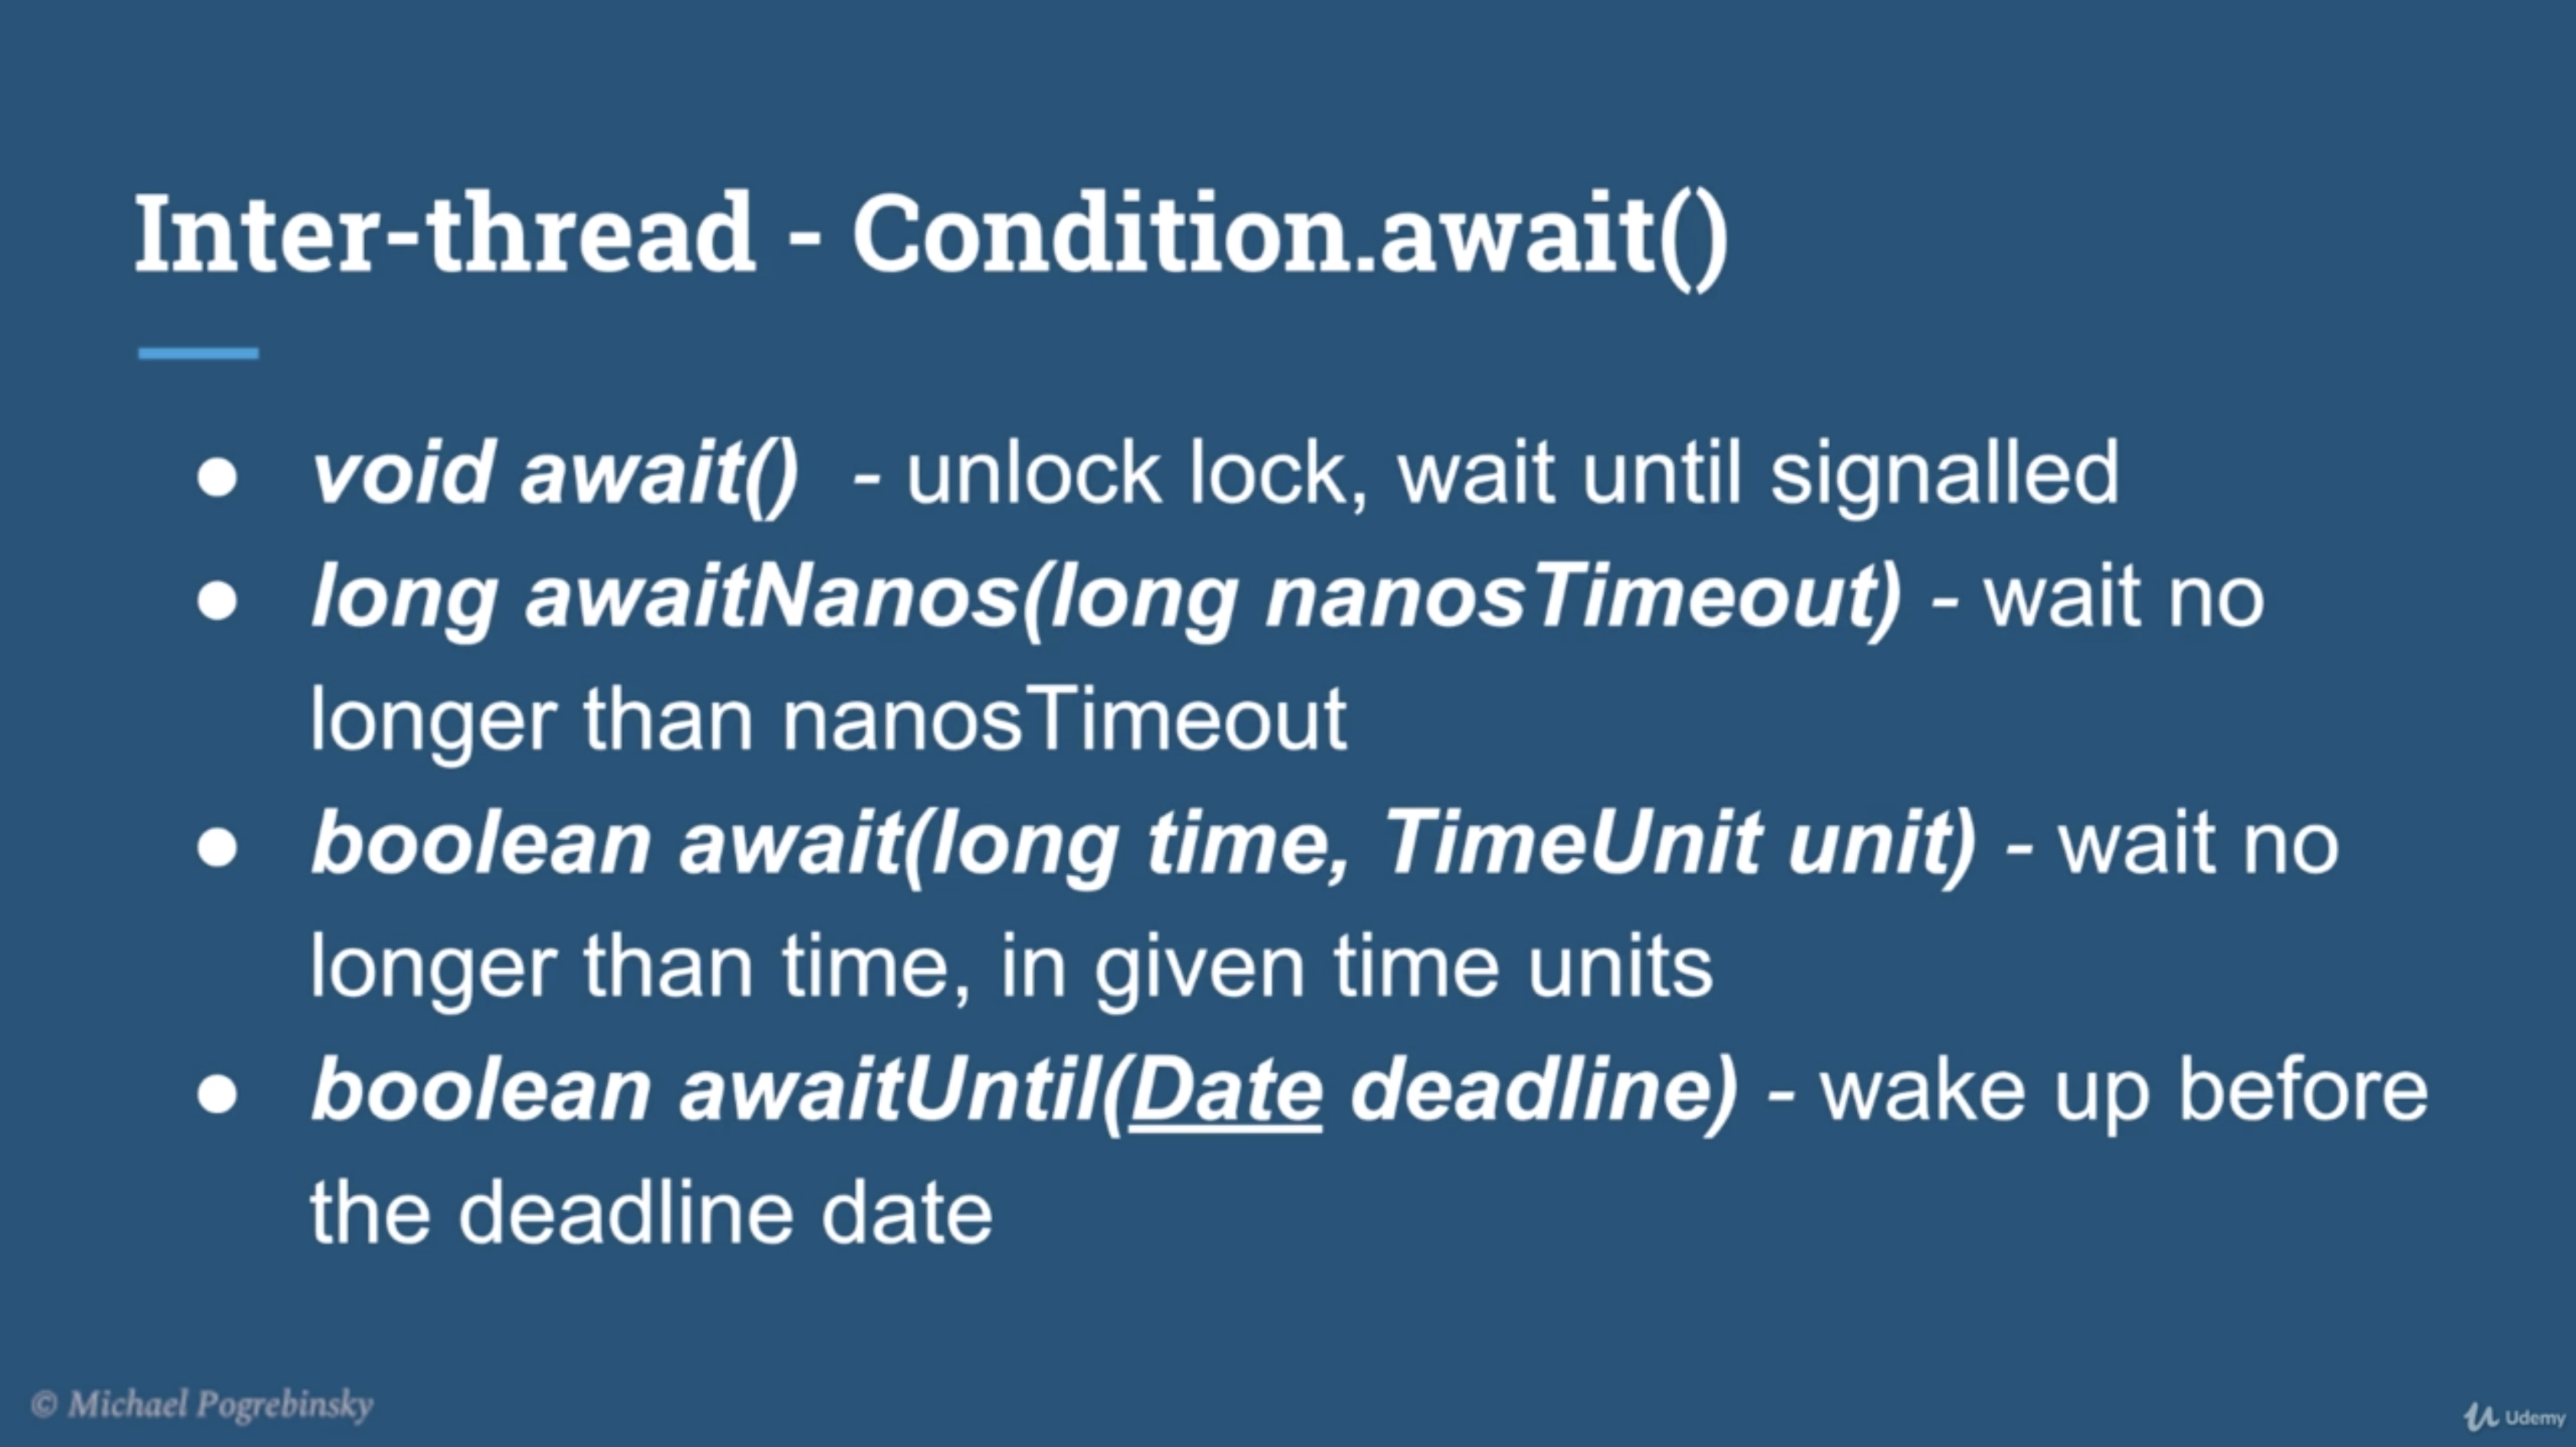 Inter-thread - Condition.await()
● void await() - unlock lock, wait until signalled
● long awaitNanos(long nanosTimeout) - wait no
longer than nanosTimeout
● boolean await(long time, TimeUnit unit) - wait no
longer than time, in given time units
● boolean awaitUntil(Date deadline) - wake up before
the deadline date
© Michael Pogrebinsky
Udemy